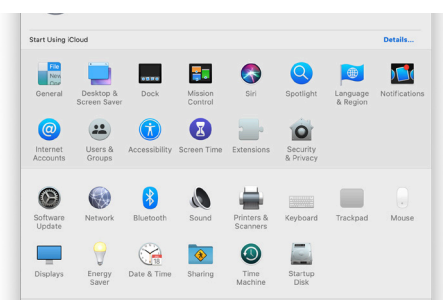 Start Using iCloud Details...
File
New
General Desktop & Screen Saver Dock Mission Control Siri Spotlight Language & Region Notifications
Internet Accounts Users & Groups Accessibility Screen Time Extensions Security & Privacy
Software Update Network Bluetooth Sound Printers & Scanners Keyboard Trackpad Mouse
Displays Energy Saver Date & Time Sharing Time Machine Startup Disk